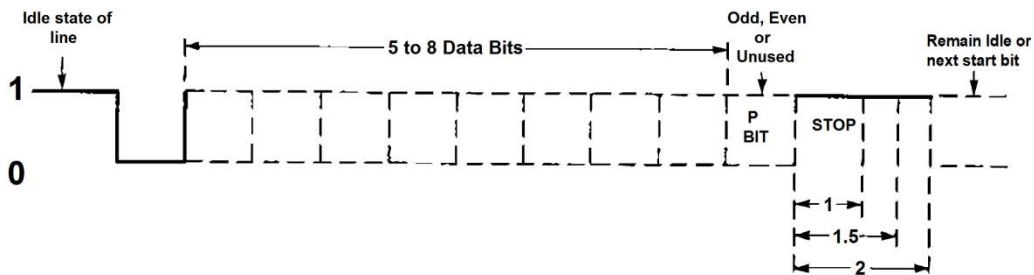 Idle state of
line
5 to 8 Data Bits
Odd, Even
or
Unused
Remain Idle or
next start bit
1
0
P
BIT
STOP
1
1.5
2